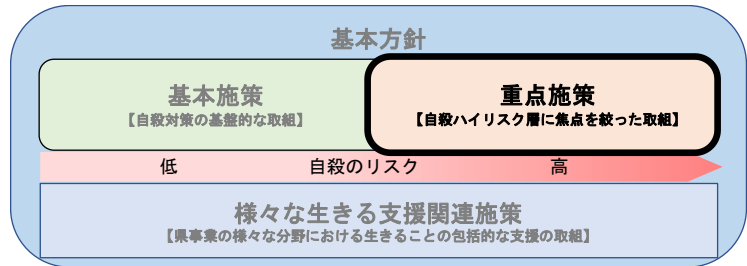 基本方針
基本施策
【自殺対策の基盤的な取組】
重点施策
【自殺ハイリスク層に焦点を絞った取組】
低 自殺のリスク 高
様々な生きる支援関連施策
【県事業の様々な分野における生きることの包括的な支援の取組】